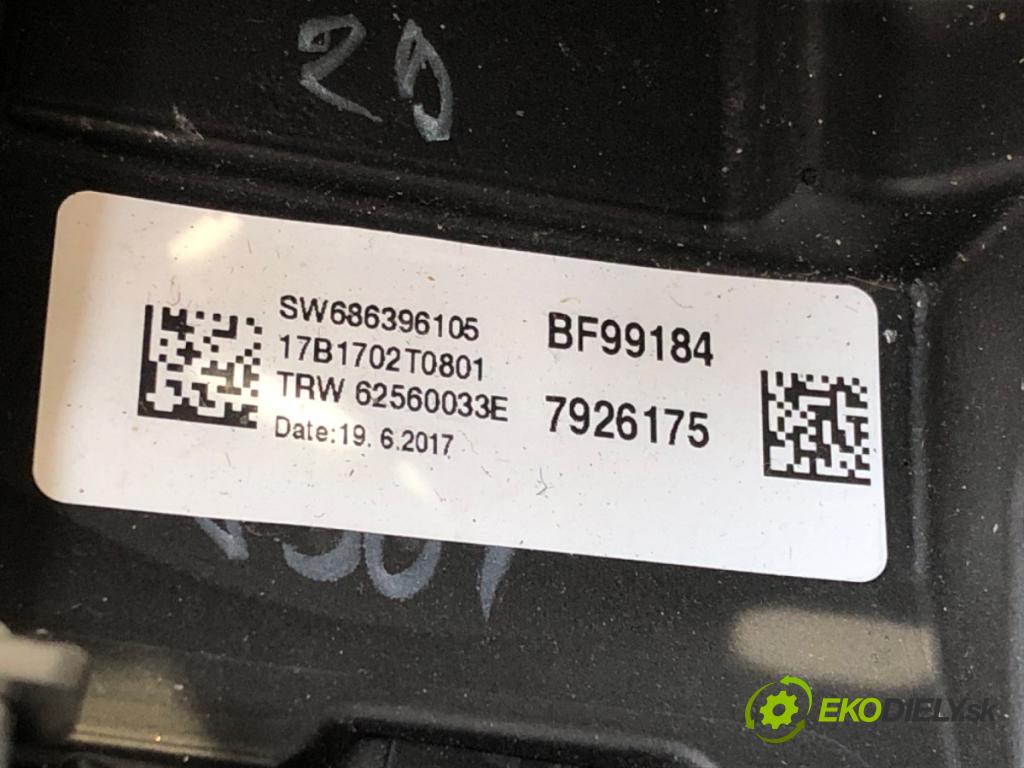 20
SW686396105
17B1702T0801
TRW 62560033E
Date:19. 6.2017
BF99184
7926175
EKODIELY.sk